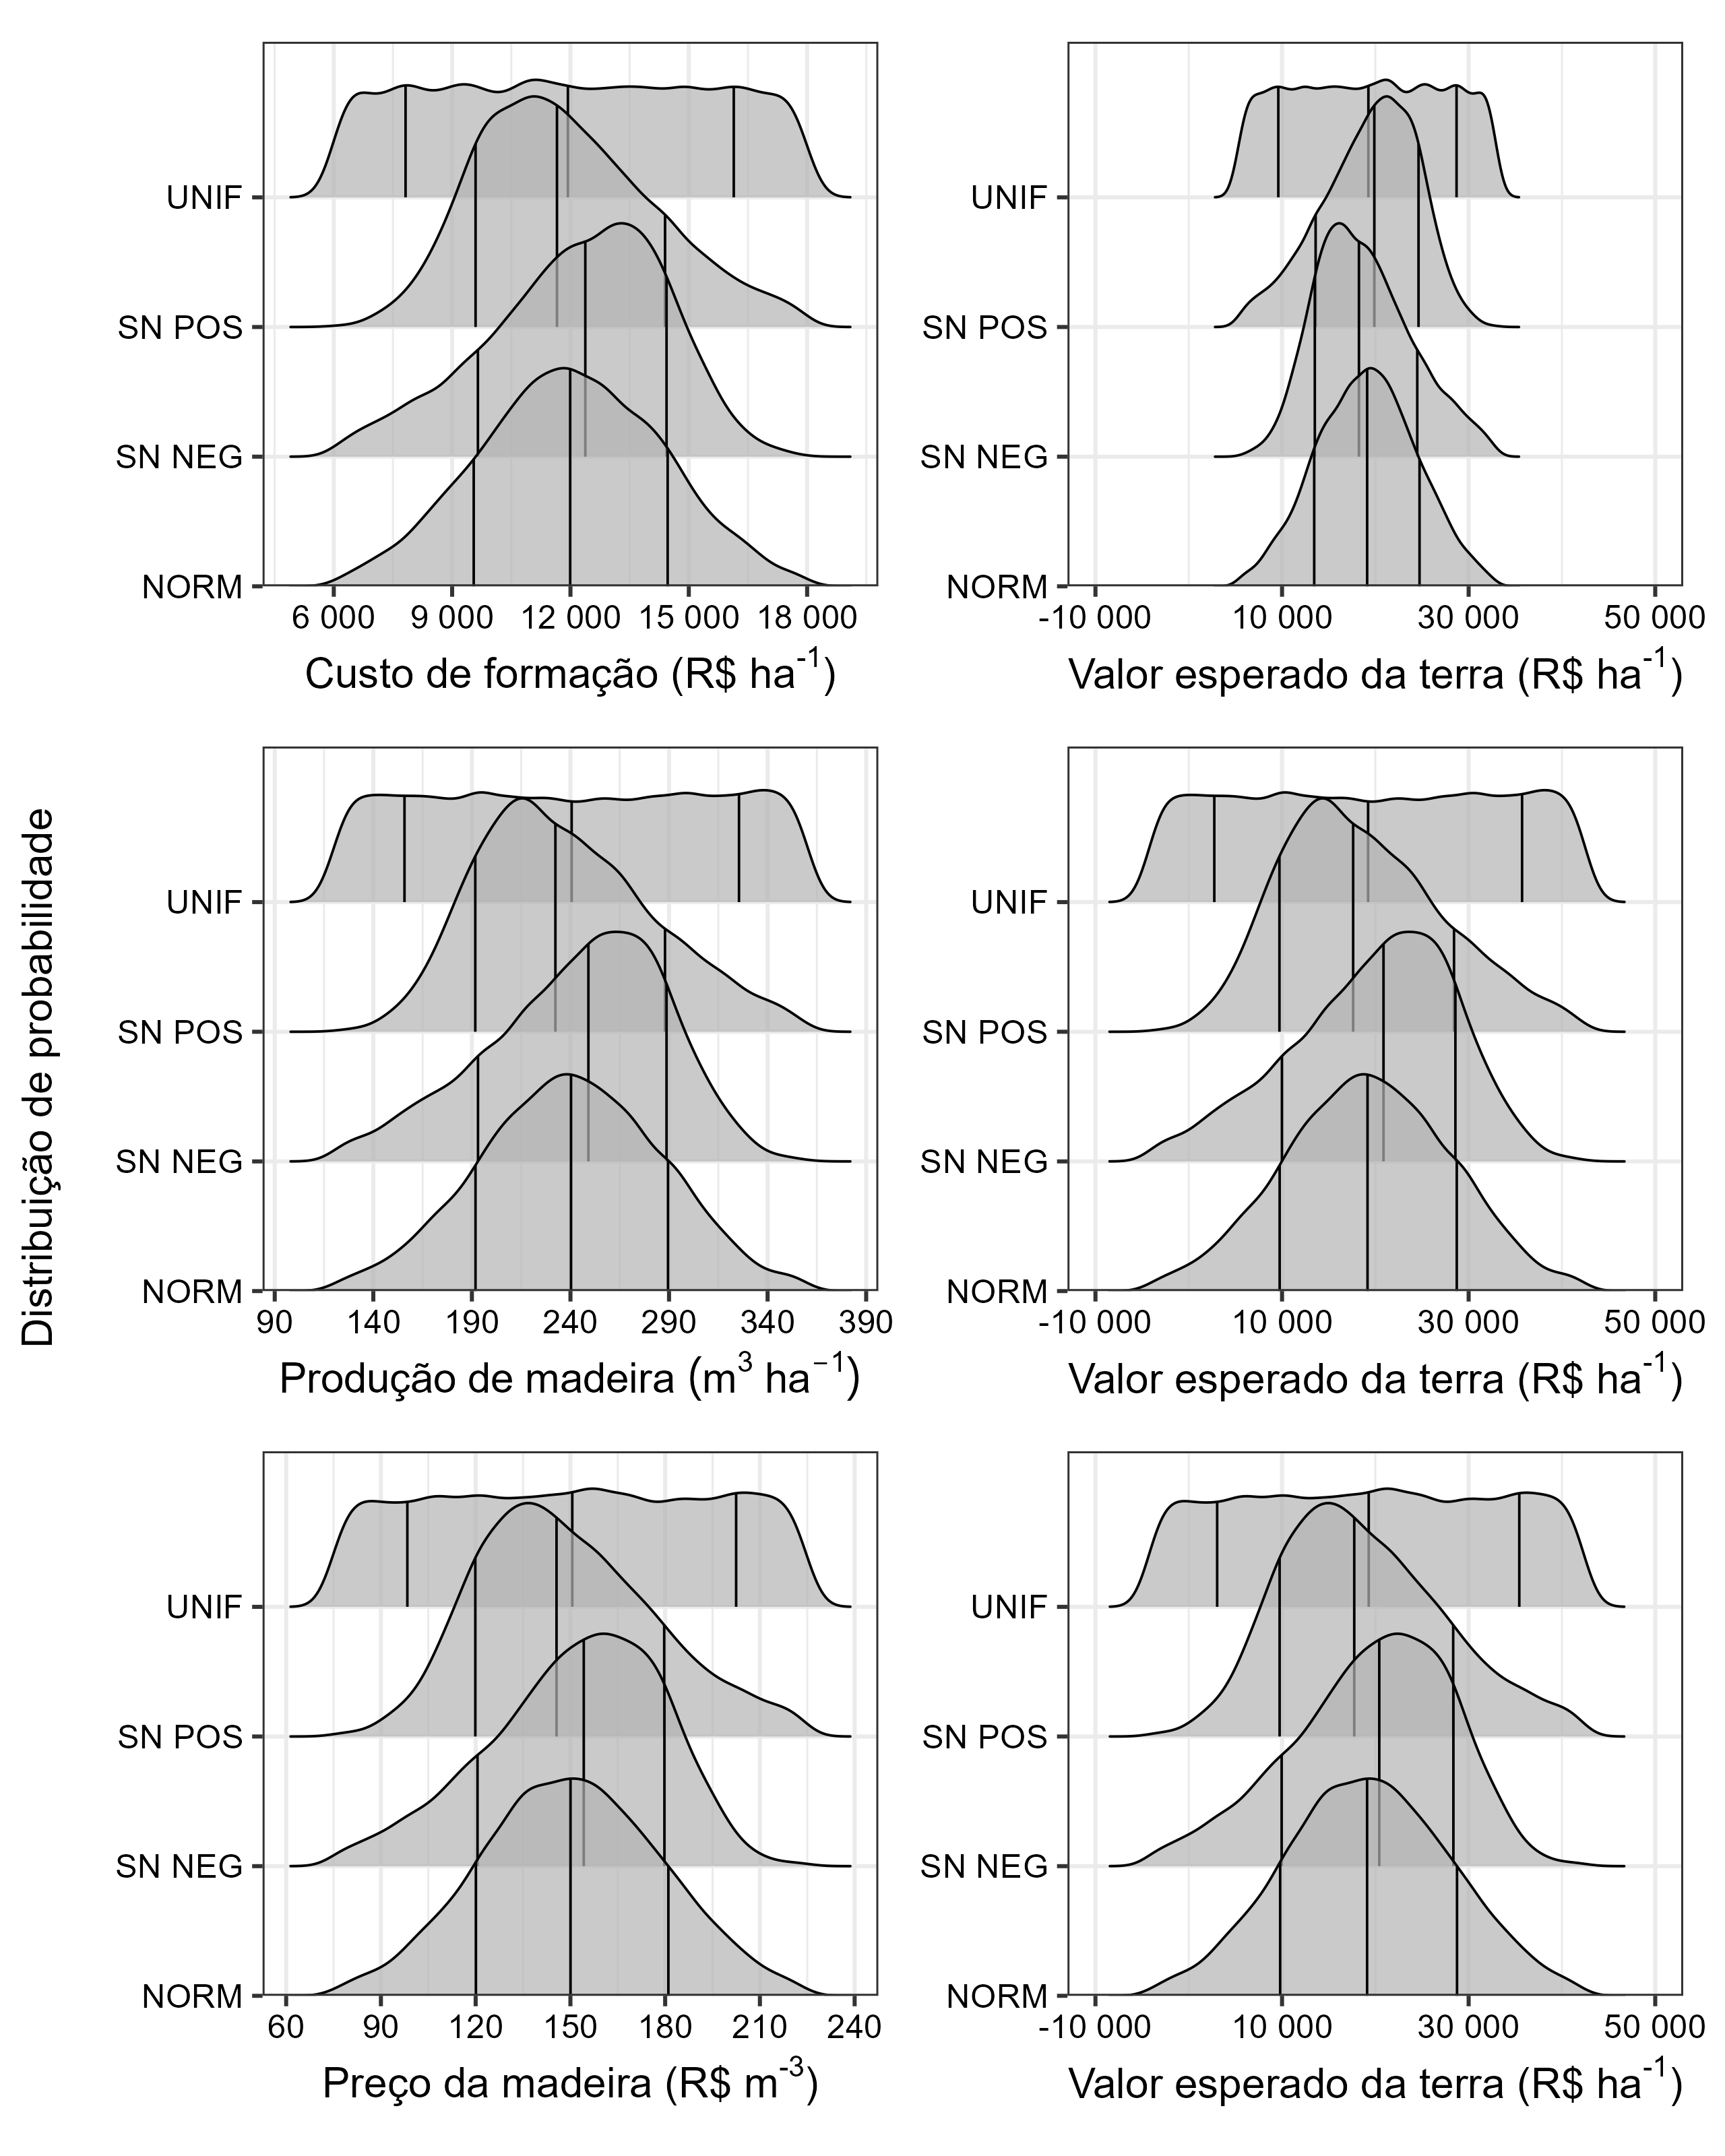 Distribuição de probabilidade
UNIF
SN POS
SN NEG
NORM
6 000 9 000 12 000 15 000 18 000
Custo de formação (R$ ha-1)
UNIF
SN POS
SN NEG
NORM
-10 000 10 000 30 000 50 000
Valor esperado da terra (R$ ha-1)
UNIF
SN POS
SN NEG
NORM
90 140 190 240 290 340 390
Produção de madeira (m3 ha−1)
UNIF
SN POS
SN NEG
NORM
-10 000 10 000 30 000 50 000
Valor esperado da terra (R$ ha-1)
UNIF
SN POS
SN NEG
NORM
60 90 120 150 180 210 240
Preço da madeira (R$ m-3)
UNIF
SN POS
SN NEG
NORM
-10 000 10 000 30 000 50 000
Valor esperado da terra (R$ ha-1)